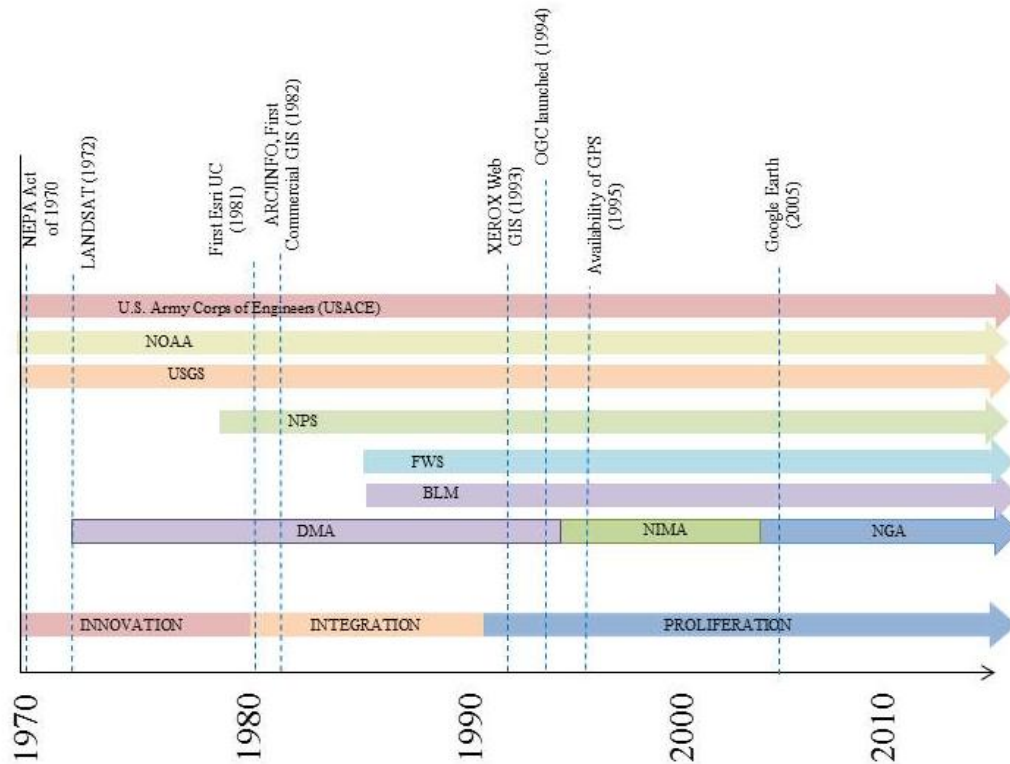 NEPA Act
of 1970
LANDSAT (1972)
First Esri UC
(1981)
ARC/INFO, First
Commercial GIS (1982)
XEROX Web
GIS (1993)
OGC launched (1994)
Availability of GPS
(1995)
Google Earth
(2005)
U.S. Army Corps of Engineers (USACE)
NOAA
USGS
NPS
FWS
BLM
DMA
NIMA
NGA
INNOVATION
INTEGRATION
PROLIFERATION
1970
1980
1990
2000
2010